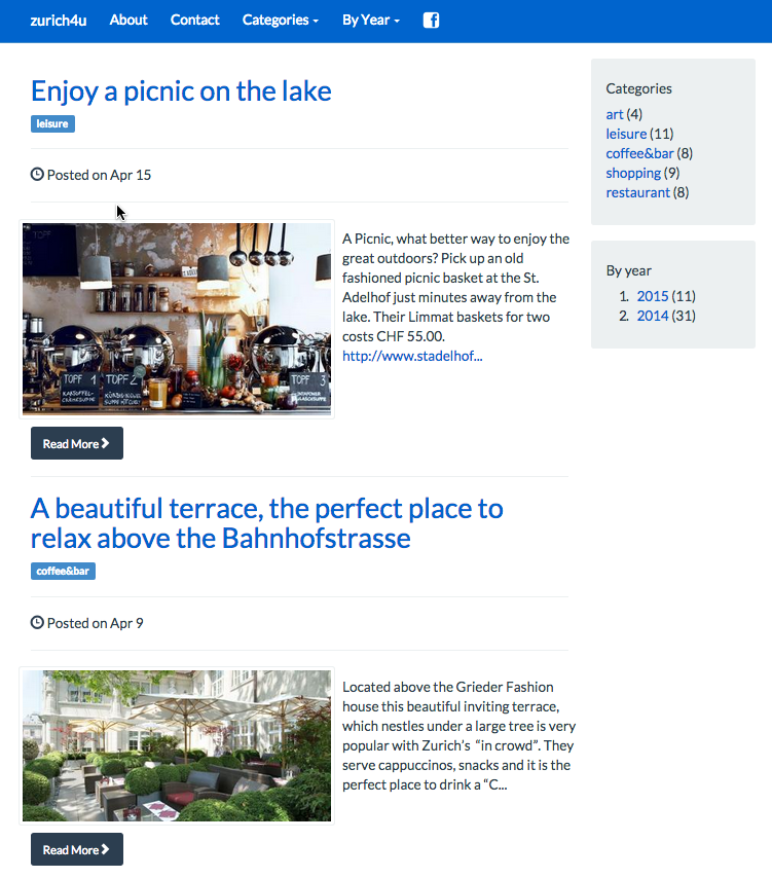 zurich4u About Contact Categories By Year
Enjoy a picnic on the lake
leisure
Posted on Apr 15
TOPF 1
TOPF 2
TOPF 3
A Picnic, what better way to enjoy the
great outdoors? Pick up an old
fashioned picnic basket at the St.
Adelhof just minutes away from the
lake. Their Limmat baskets for two
costs CHF 55.00.
http://www.stadelhof...
Read More
A beautiful terrace, the perfect place to
relax above the Bahnhofstrasse
coffee&bar
Posted on Apr 9
Located above the Grieder Fashion
house this beautiful inviting terrace,
which nestles under a large tree is very
popular with Zurich's "in crowd". They
serve cappuccinos, snacks and it is the
perfect place to drink a "C...
Read More
Categories
art (4)
leisure (11)
coffee&bar (8)
shopping (9)
restaurant (8)
By year
1. 2015 (11)
2. 2014 (31)